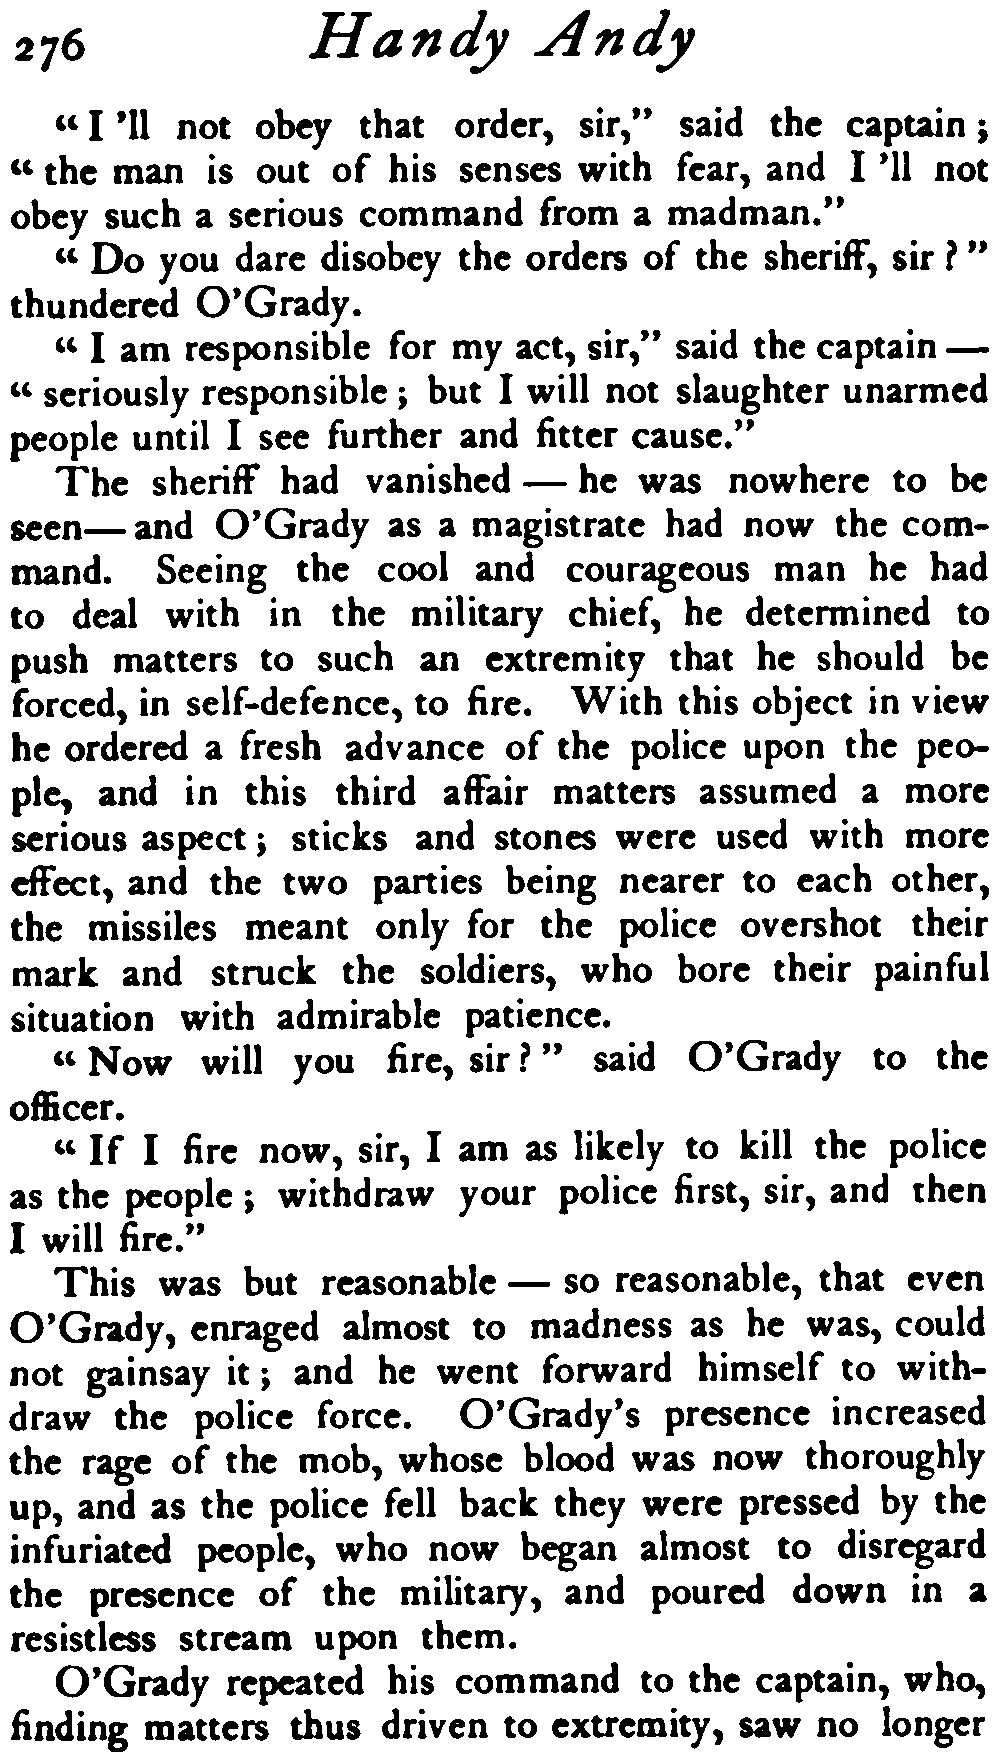 276 Handy Andy
“ I ’ll not obey that order, sir,” said the captain ;
“ the man is out of his senses with fear, and I ’ll not
obey such a serious command from a madman.”
“ Do you dare disobey the orders of the sheriff, sir ? ”
thundered O’Grady.
“ I am responsible for my act, sir,” said the captain —
“ seriously responsible ; but I will not slaughter unarmed
people until I see further and fitter cause.”
The sheriff had vanished — he was nowhere to be
seen — and O’Grady as a magistrate had now the com-
mand. Seeing the cool and courageous man he had
to deal with in the military chief, he determined to
push matters to such an extremity that he should be
forced, in self-defence, to fire. With this object in view
he ordered a fresh advance of the police upon the peo-
ple, and in this third affair matters assumed a more
serious aspect ; sticks and stones were used with more
effect, and the two parties being nearer to each other,
the missiles meant only for the police overshot their
mark and struck the soldiers, who bore their painful
situation with admirable patience.
“ Now will you fire, sir ? ” said O’Grady to the
officer.
“ If I fire now, sir, I am as likely to kill the police
as the people ; withdraw your police first, sir, and then
I will fire.”
This was but reasonable — so reasonable, that even
O’Grady, enraged almost to madness as he was, could
not gainsay it ; and he went forward himself to with-
draw the police force. O’Grady’s presence increased
the rage of the mob, whose blood was now thoroughly
up, and as the police fell back they were pressed by the
infuriated people, who now began almost to disregard
the presence of the military, and poured down in a
resistless stream upon them.
O’Grady repeated his command to the captain, who,
finding matters thus driven to extremity, saw no longer